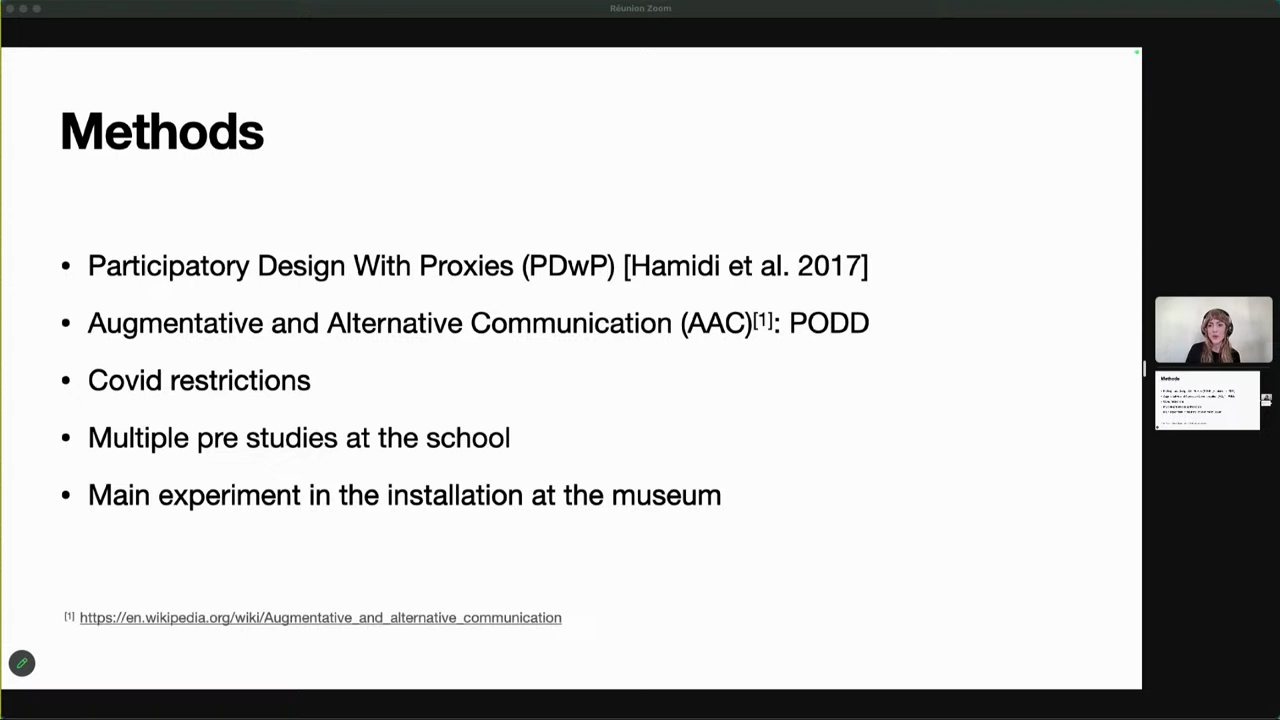 Réunion Zoom
Methods
• Participatory Design With Proxies (PDwP) [Hamidi et al. 2017]
• Augmentative and Alternative Communication (AAC)[1]: PODD
• Covid restrictions
• Multiple pre studies at the school
• Main experiment in the installation at the museum
[1] https://en.wikipedia.org/wiki/Augmentative_and_alternative_communication
Methods